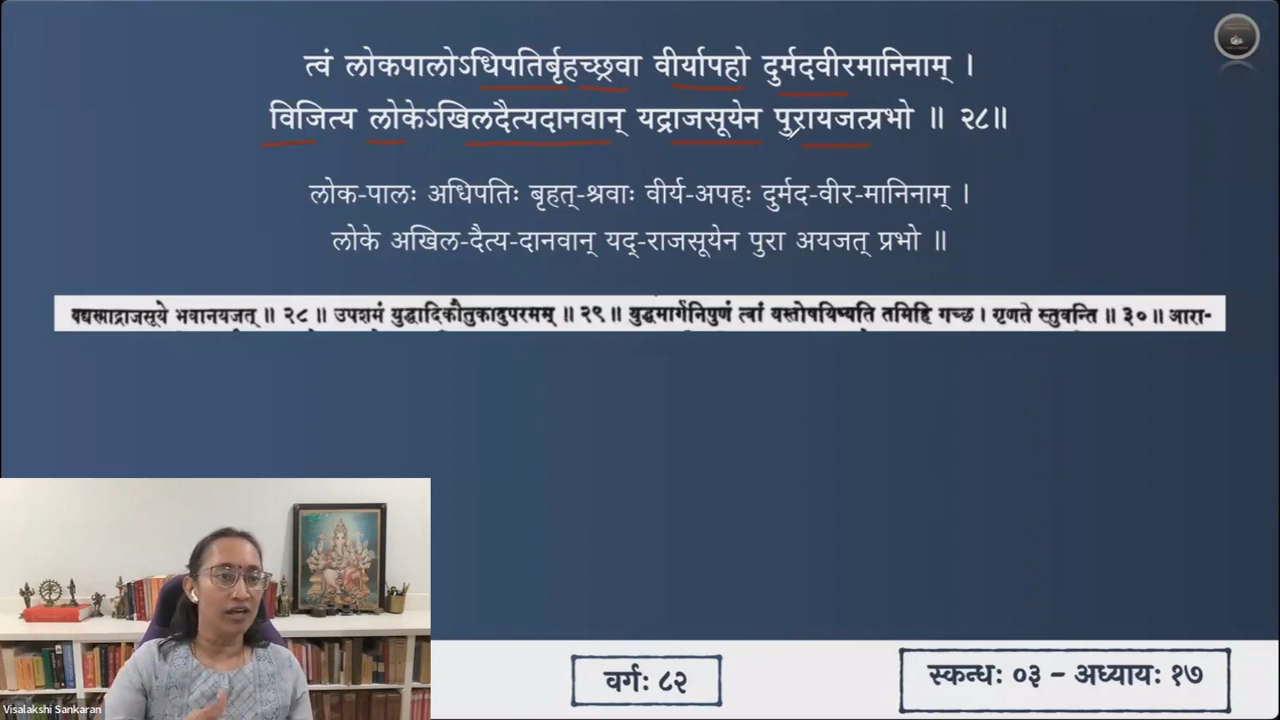 त्वं लोकपालोऽधिपतिर्बृहच्छ्रवा वीर्यापहो दुर्मदवीरमानिनाम् ।
विजित्य लोकेऽखिलदैत्यदानवान् यद्राजसूयेन पुरायजत्प्रभो ॥ २८॥
लोक-पालः अधिपतिः बृहत्-श्रवाः वीर्य-अपहः दुर्मद-वीर-मानिनाम् ।
लोके अखिल-दैत्य-दानवान् यद्-राजसूयेन पुरा अयजत् प्रभो ॥
यद्यस्माद्राजसूये भवानयजत् ॥ २८ ॥ उपशमं युद्धादिकौतुकादुपरमम् ॥ २९ ॥ युद्धमार्गेनिपुणं त्वां यस्तोषयिष्यति तमिहि गच्छ । गृणते स्तुवन्ति ॥ ३० ॥ आरा-
Visalakshi Sankaran
वर्गः ८२
स्कन्धः ०३ – अध्यायः १७